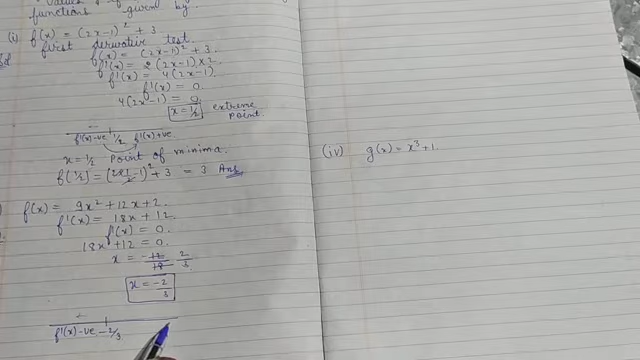 values
functions given by.
(i) f(x) = (2x-1)² + 3
first derivative test
f(x) = (2x-1)² + 3.
f'(x) = 2(2x-1)×2.
f'(x) = 4(2x-1).
f'(x) = 0.
4(2x-1) = 0.
x = 1/2 extreme point.
f'(x)-ve 1/2 f'(x)+ve
x = 1/2 point of minima.
f(1/2) = (2×1/2-1)² + 3 = 3 Ans
f(x) = 9x² + 12x + 2.
f'(x) = 18x + 12.
f'(x) = 0.
18x + 12 = 0.
x = -12/18 2/3
x = -2/3
f'(x)-ve -2/3
(iv) g(x) = x³ + 1.